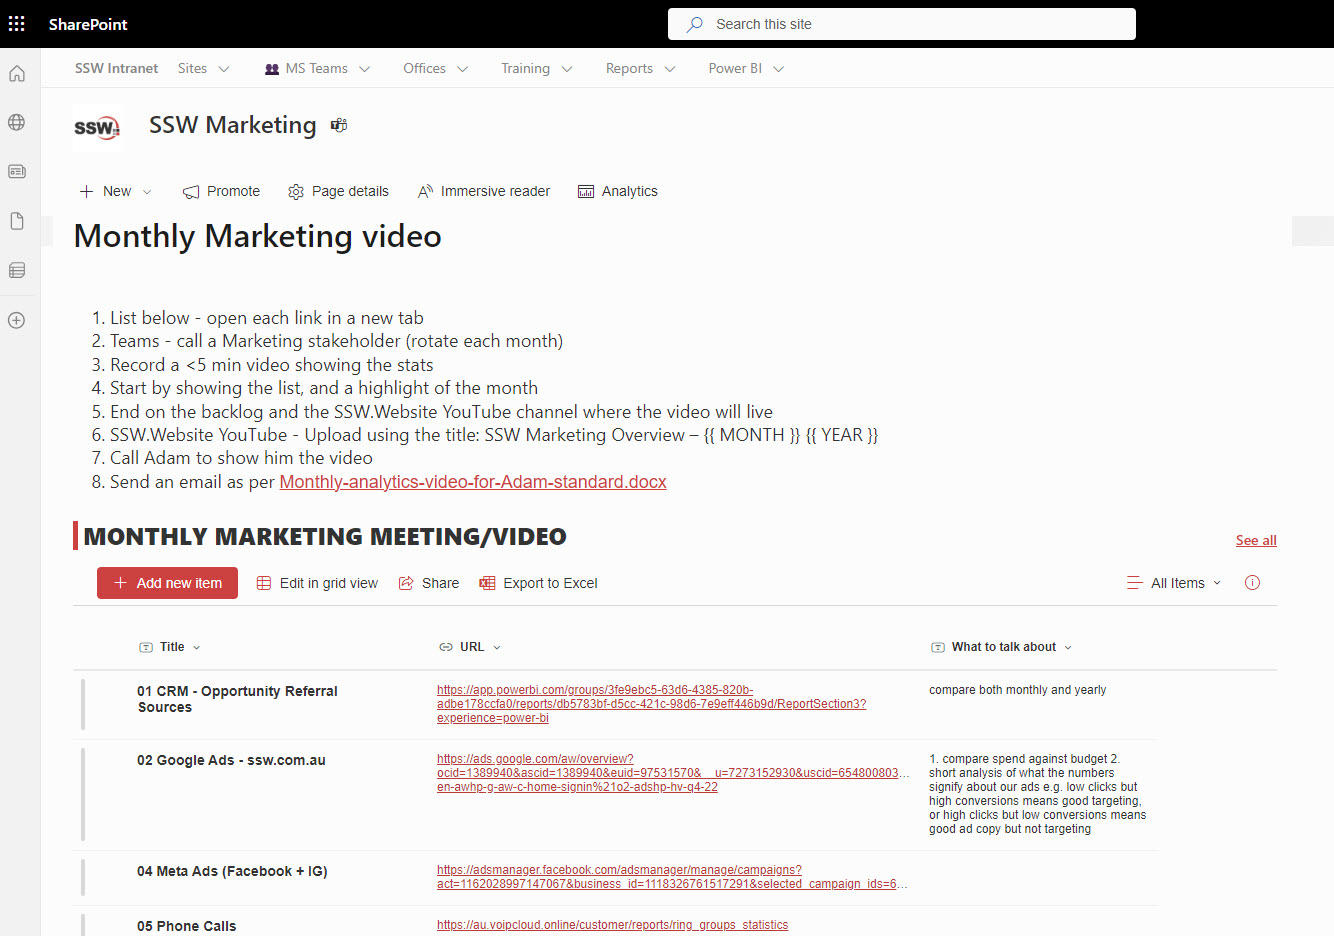 SharePoint
Search this site
SSW Intranet Sites MS Teams Offices Training Reports Power BI
SSW
SSW Marketing
New Promote Page details Immersive reader Analytics
Monthly Marketing video
1. List below - open each link in a new tab
2. Teams - call a Marketing stakeholder (rotate each month)
3. Record a <5 min video showing the stats
4. Start by showing the list, and a highlight of the month
5. End on the backlog and the SSW.Website YouTube channel where the video will live
6. SSW.Website YouTube - Upload using the title: SSW Marketing Overview – {{ MONTH }} {{ YEAR }}
7. Call Adam to show him the video
8. Send an email as per Monthly-analytics-video-for-Adam-standard.docx
MONTHLY MARKETING MEETING/VIDEO
See all
Add new item Edit in grid view Share Export to Excel All Items
Title URL What to talk about
01 CRM - Opportunity Referral
Sources
https://app.powerbi.com/groups/3fe9ebc5-63d6-4385-820b-
adbe178ccfa0/reports/db5783bf-d5cc-421c-98d6-7e9eff446b9d/ReportSection3?
experience=power-bi
compare both monthly and yearly
02 Google Ads - ssw.com.au
https://ads.google.com/aw/overview?
ocid=1389940&ascid=1389940&euid=97531570&__u=7273152930&uscid=654800803...
en-awhp-g-aw-c-home-signin%21o2-adshp-hv-q4-22
1. compare spend against budget 2.
short analysis of what the numbers
signify about our ads e.g. low clicks but
high conversions means good targeting,
or high clicks but low conversions means
good ad copy but not targeting
04 Meta Ads (Facebook + IG)
https://adsmanager.facebook.com/adsmanager/manage/campaigns?
act=1162028997147067&business_id=1118326761517291&selected_campaign_ids=6...
05 Phone Calls
https://au.voipcloud.online/customer/reports/ring_groups_statistics